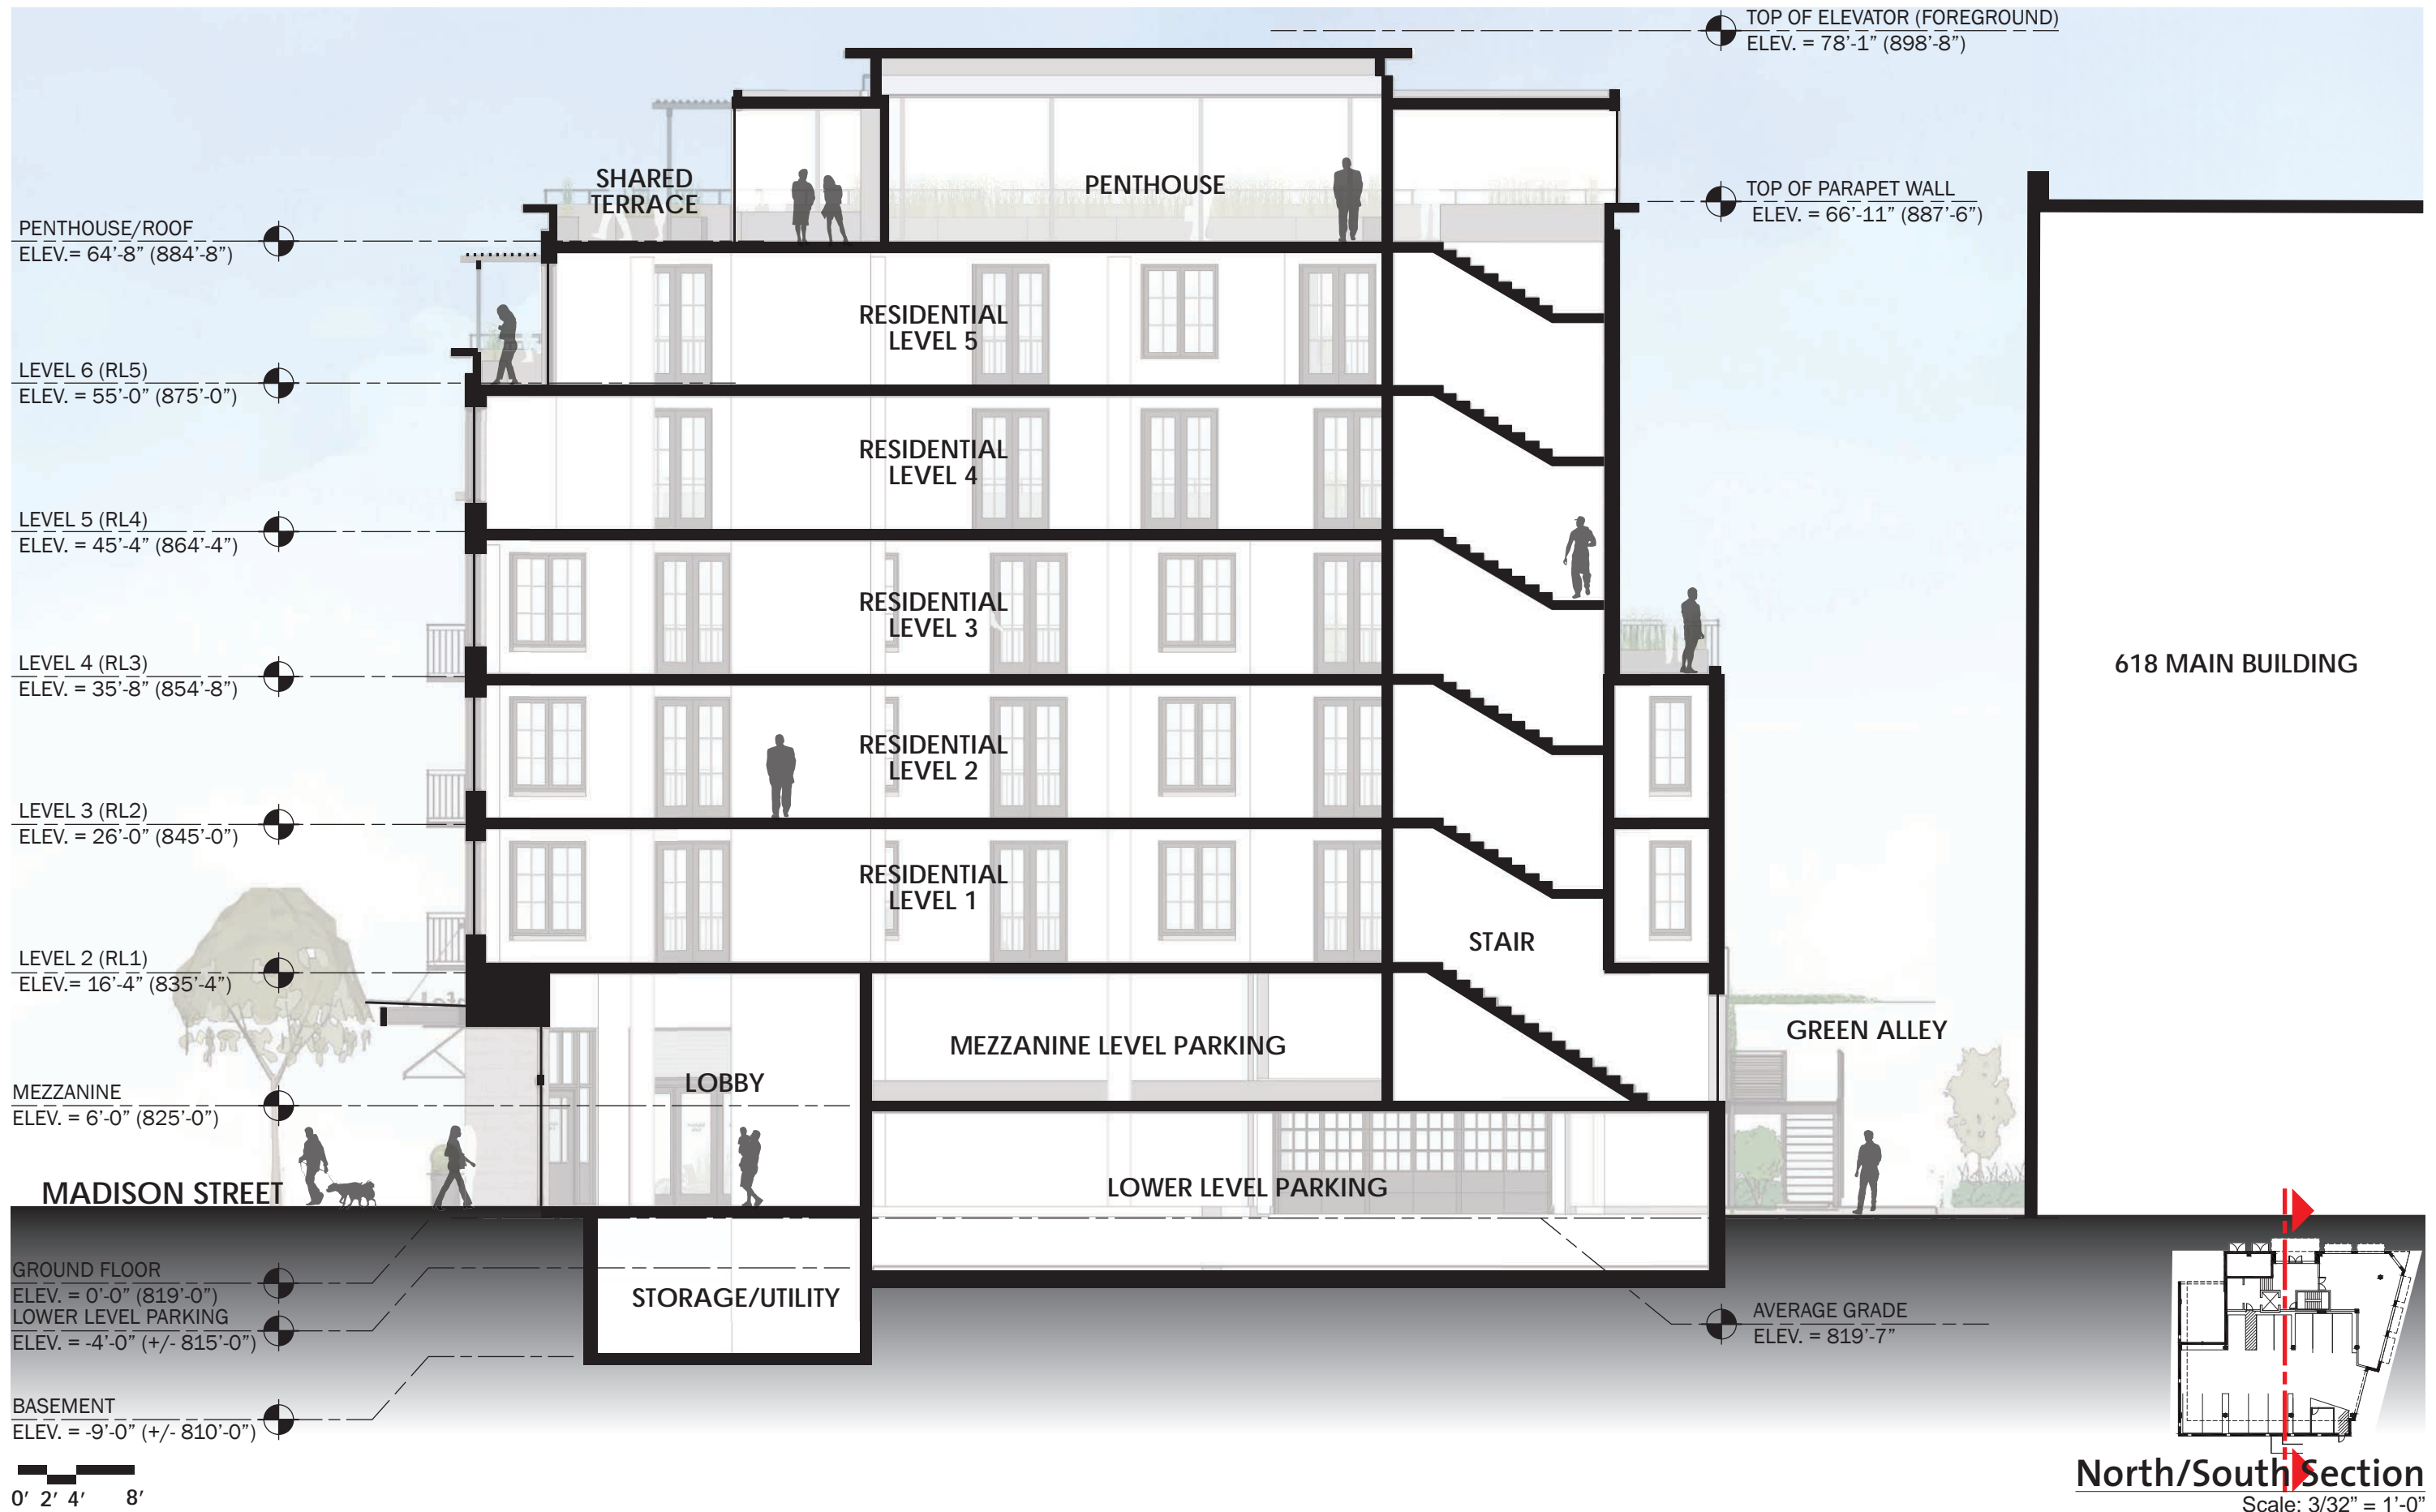 TOP OF ELEVATOR (FOREGROUND)
ELEV. = 78’-1” (898’-8”)
SHARED
TERRACE
PENTHOUSE
TOP OF PARAPET WALL
ELEV. = 66’-11” (887’-6”)
PENTHOUSE/ROOF
ELEV.= 64’-8” (884’-8”)
RESIDENTIAL
LEVEL 5
LEVEL 6 (RL5)
ELEV. = 55’-0” (875’-0”)
RESIDENTIAL
LEVEL 4
LEVEL 5 (RL4)
ELEV. = 45’-4” (864’-4”)
RESIDENTIAL
LEVEL 3
LEVEL 4 (RL3)
ELEV. = 35’-8” (854’-8”)
618 MAIN BUILDING
RESIDENTIAL
LEVEL 2
LEVEL 3 (RL2)
ELEV. = 26’-0” (845’-0”)
RESIDENTIAL
LEVEL 1
STAIR
LEVEL 2 (RL1)
ELEV.= 16’-4” (835’-4”)
GREEN ALLEY
MEZZANINE LEVEL PARKING
LOBBY
MEZZANINE
ELEV. = 6’-0” (825’-0”)
MADISON STREET
LOWER LEVEL PARKING
GROUND FLOOR
ELEV. = 0’-0” (819’-0”)
LOWER LEVEL PARKING
ELEV. = -4’-0” (+/- 815’-0”)
STORAGE/UTILITY
AVERAGE GRADE
ELEV. = 819’-7”
BASEMENT
ELEV. = -9’-0” (+/- 810’-0”)
0’ 2’ 4’ 8’
North/South Section
Scale: 3/32” = 1’-0”